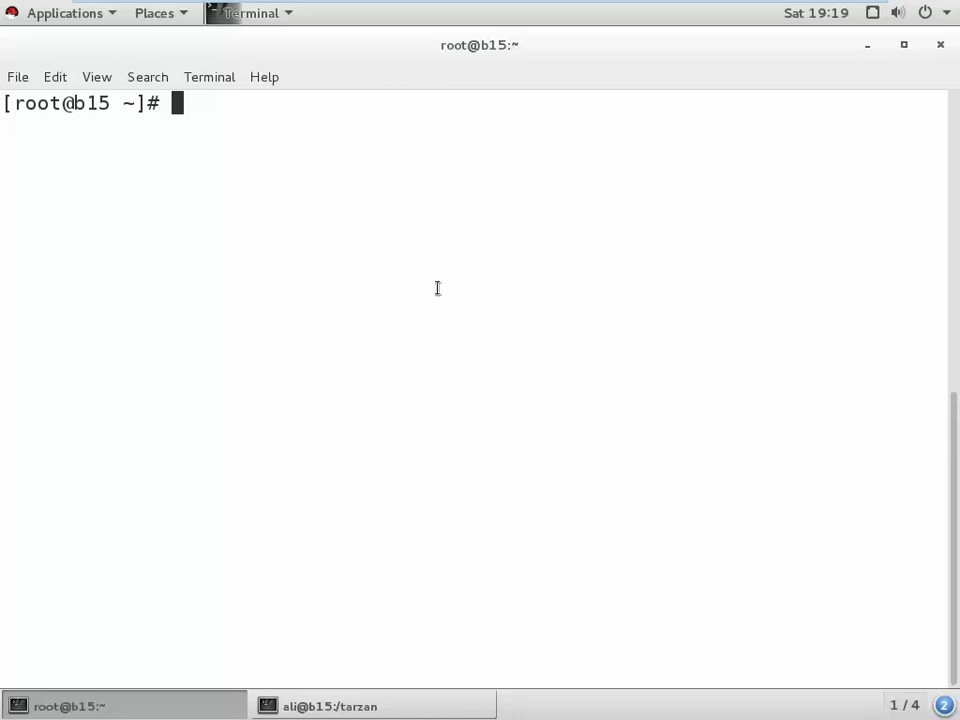 Applications Places Terminal Sat 19:19
root@b15:~
File Edit View Search Terminal Help
[root@b15 ~]#
root@b15:~ ali@b15:/tarzan 1 / 4 2